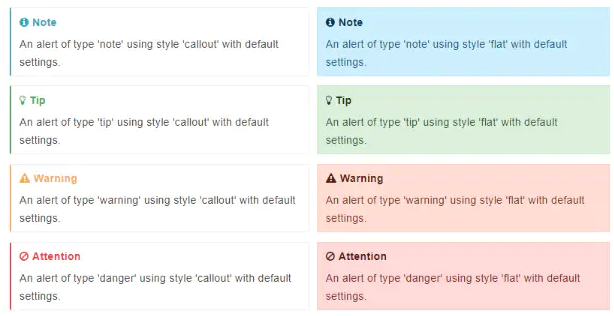 Note
An alert of type 'note' using style 'callout' with default
settings.
Note
An alert of type 'note' using style 'flat' with default
settings.
Tip
An alert of type 'tip' using style 'callout' with default
settings.
Tip
An alert of type 'tip' using style 'flat' with default
settings.
Warning
An alert of type 'warning' using style 'callout' with default
settings.
Warning
An alert of type 'warning' using style 'flat' with default
settings.
Attention
An alert of type 'danger' using style 'callout' with default
settings.
Attention
An alert of type 'danger' using style 'flat' with default
settings.